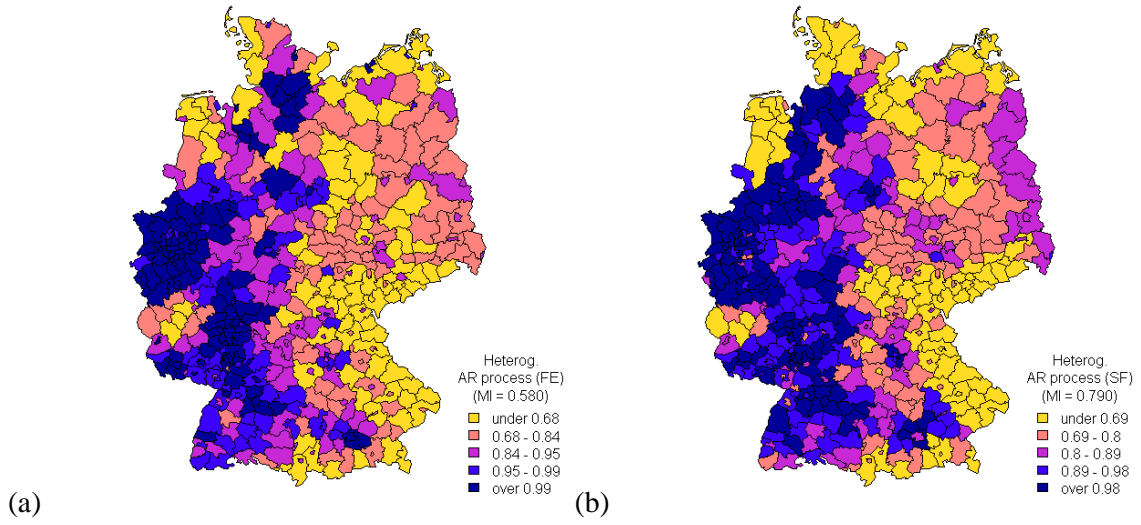 Heterog.
AR process (FE)
(MI = 0.580)
under 0.68
0.68 - 0.84
0.84 - 0.95
0.95 - 0.99
over 0.99
(a)
Heterog.
AR process (SF)
(MI = 0.790)
under 0.69
0.69 - 0.8
0.8 - 0.89
0.89 - 0.98
over 0.98
(b)